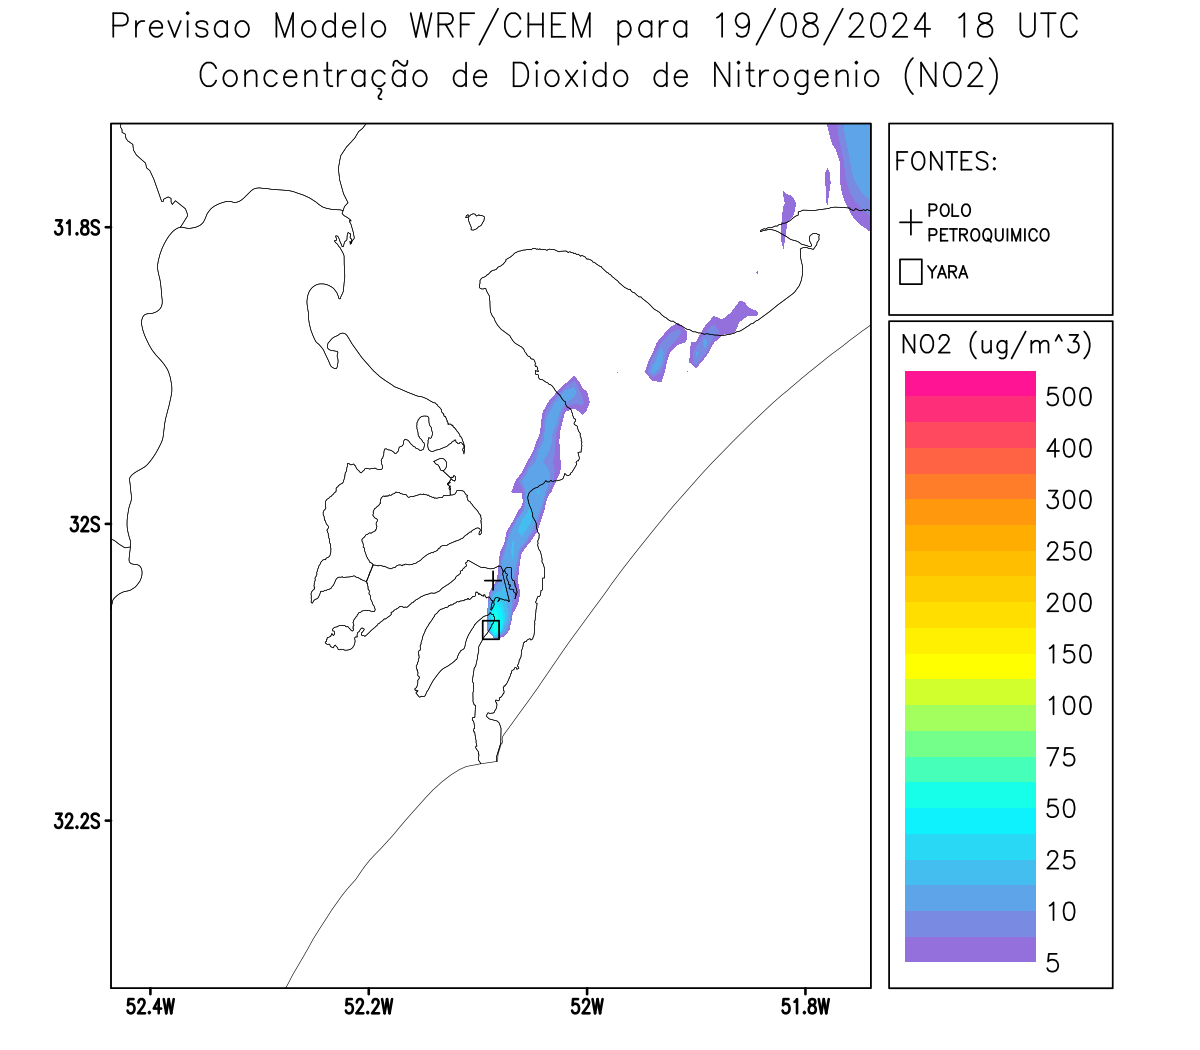 Previsao Modelo WRF/CHEM para 19/08/2024 18 UTC
Concentração de Dioxido de Nitrogenio (NO2)
FONTES:
POLO
PETROQUIMICO
YARA
NO2 (ug/m^3)
500
400
300
250
200
150
100
75
50
25
10
5
31.8S
32S
32.2S
52.4W
52.2W
52W
51.8W